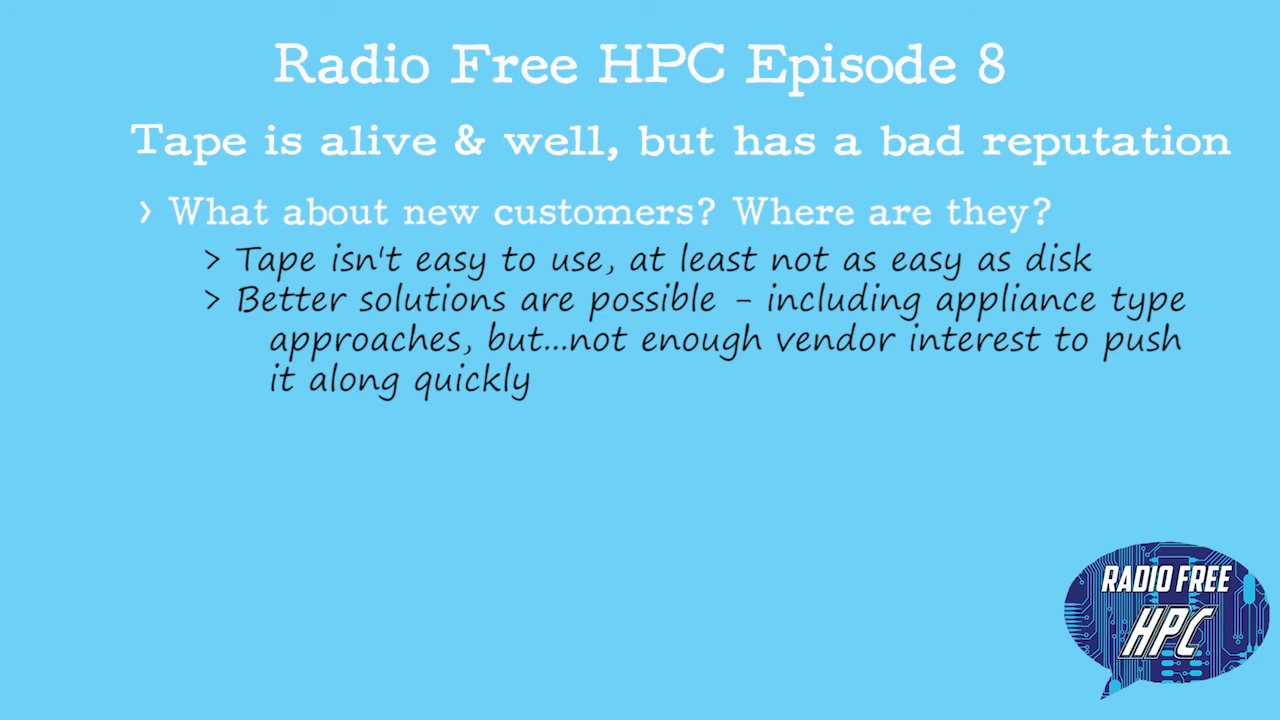 Radio Free HPC Episode 8
Tape is alive & well, but has a bad reputation
› What about new customers? Where are they?
> Tape isn't easy to use, at least not as easy as disk
> Better solutions are possible - including appliance type
approaches, but...not enough vendor interest to push
it along quickly
RADIO FREE
HPC